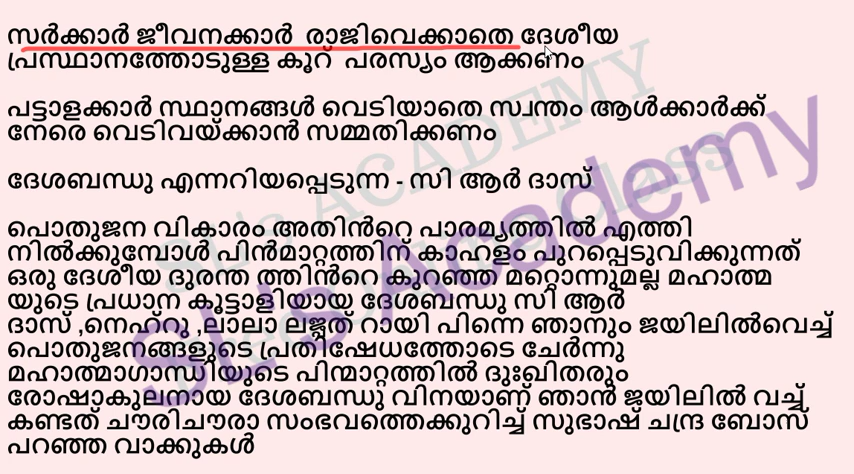 സർക്കാർ ജീവനക്കാർ രാജിവെക്കാതെ ദേശീയ
പ്രസ്ഥാനത്തോടുള്ള കൂറ് പരസ്യം ആക്കണം
പട്ടാളക്കാർ സ്ഥാനങ്ങൾ വെടിയാതെ സ്വന്തം ആൾക്കാർക്ക്
നേരെ വെടിവയ്ക്കാൻ സമ്മതിക്കണം
ദേശബന്ധു എന്നറിയപ്പെടുന്ന - സി ആർ ദാസ്
പൊതുജന വികാരം അതിൻറെ പാരമ്യത്തിൽ എത്തി
നിൽക്കുമ്പോൾ പിൻമാറ്റത്തിന് കാഹളം പുറപ്പെടുവിക്കുന്നത്
ഒരു ദേശീയ ദുരന്ത ത്തിൻറെ കുറഞ്ഞ മറ്റൊന്നുമല്ല മഹാത്മ
യുടെ പ്രധാന കൂട്ടാളിയായ ദേശബന്ധു സി ആർ
ദാസ് ,നെഹ്റു ,ലാലാ ലജ്പത് റായി പിന്നെ ഞാനും ജയിലിൽവെച്ച്
പൊതുജനങ്ങളുടെ പ്രതിഷേധത്തോടെ ചേർന്നു
മഹാത്മാഗാന്ധിയുടെ പിന്മാറ്റത്തിൽ ദുഃഖിതരും
രോഷാകുലനായ ദേശബന്ധു വിനയാണ് ഞാൻ ജയിലിൽ വച്ച്
കണ്ടത് ചൗരിചൗരാ സംഭവത്തെക്കുറിച്ച് സുഭാഷ് ചന്ദ്ര ബോസ്
പറഞ്ഞ വാക്കുകൾ
SL's Academy